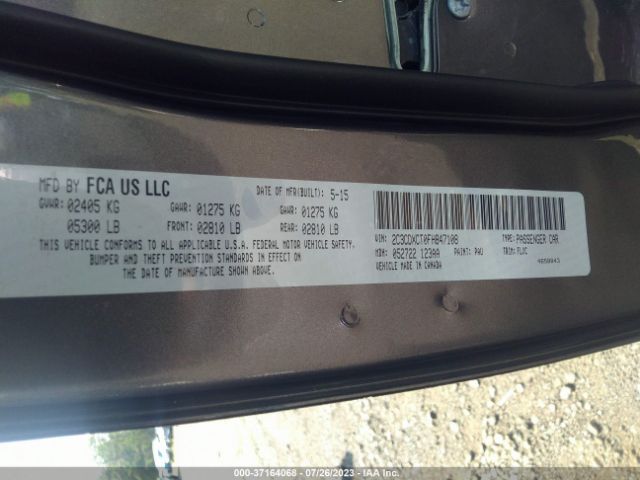 MFD BY FCA US LLC
DATE OF MFR(BUILT): 5-15
GVWR: 02405 KG GAWR: 01275 KG GAWR: 01275 KG
05300 LB FRONT: 02810 LB REAR: 02810 LB
THIS VEHICLE CONFORMS TO ALL APPLICABLE U.S.A. FEDERAL MOTOR VEHICLE SAFETY,
BUMPER AND THEFT PREVENTION STANDARDS IN EFFECT ON
THE DATE OF MANUFACTURE SHOWN ABOVE.
VIN: 2C3CDXCT0FH847108 TYPE: PASSENGER CAR
MDH: 052722 123AA PAINT: PAU TRIM: FLVC
VEHICLE MADE IN CANADA 4658043
000-37164068 - 07/26/2023 - IAA Inc.